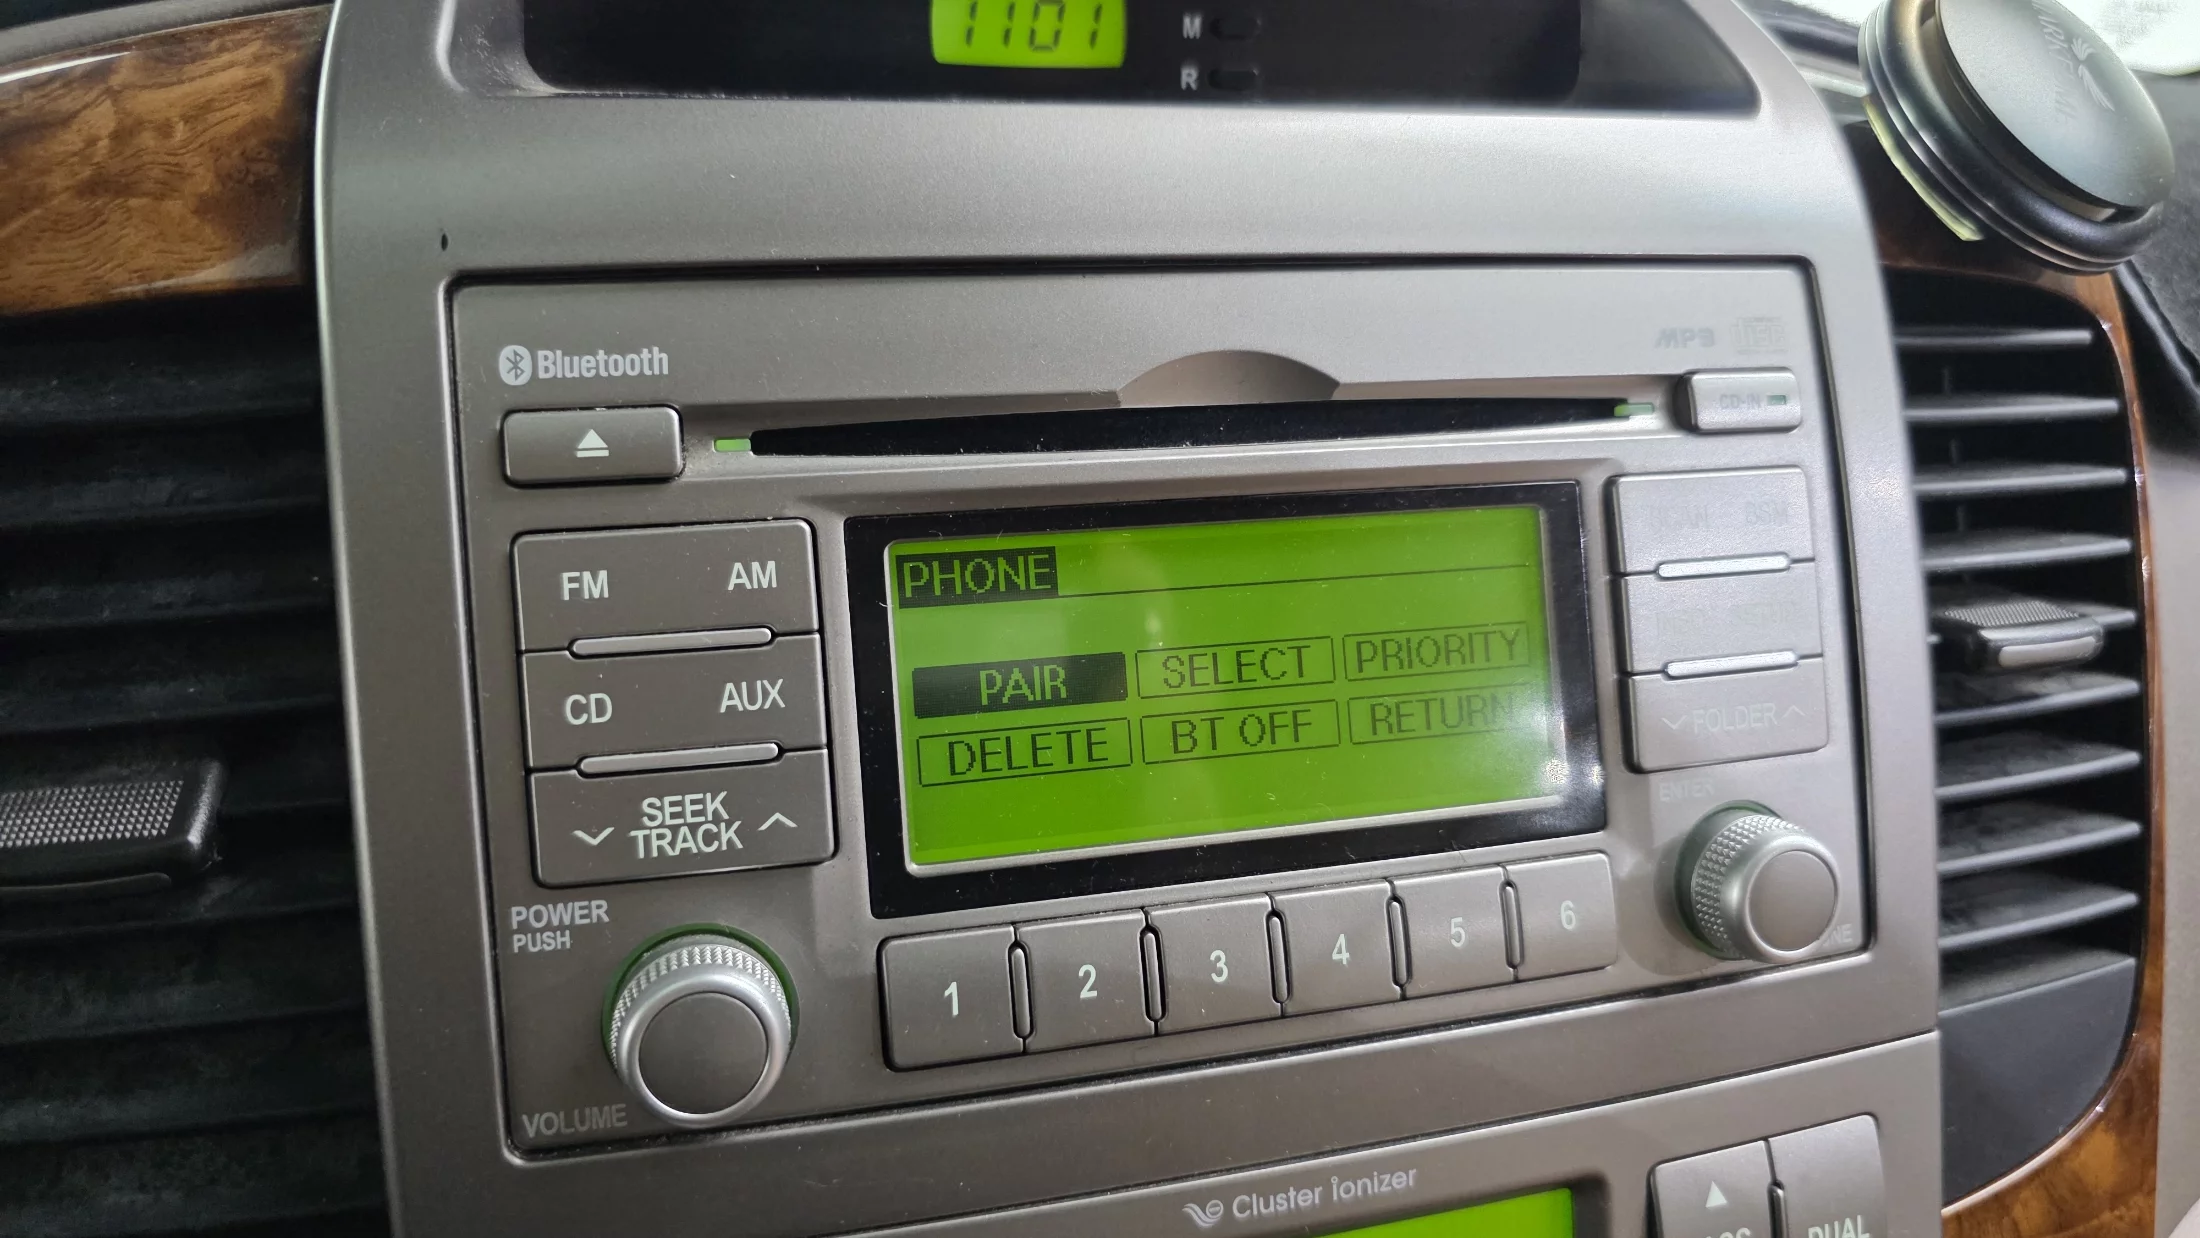 1101
M
R
Bluetooth
MP3
CD-IN
FM AM
CD AUX
SEEK
TRACK
POWER
PUSH
VOLUME
PHONE
PAIR SELECT PRIORITY
DELETE BT OFF RETURN
FOLDER
ENTER
1 2 3 4 5 6
Cluster ionizer
DUAL